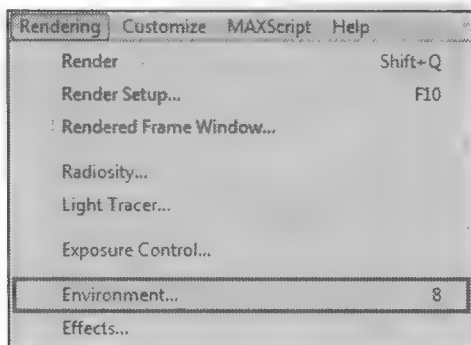 Rendering Customize MAXScript Help
Render Shift+Q
Render Setup... F10
Rendered Frame Window...
Radiosity...
Light Tracer...
Exposure Control...
Environment... 8
Effects...